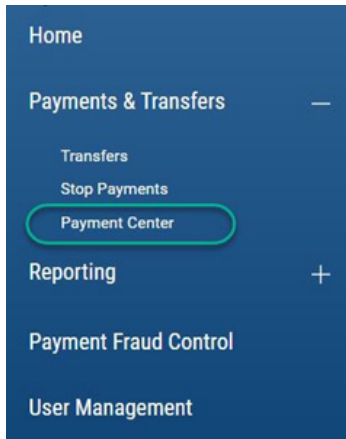 Home
Payments & Transfers
Transfers
Stop Payments
Payment Center
Reporting
Payment Fraud Control
User Management